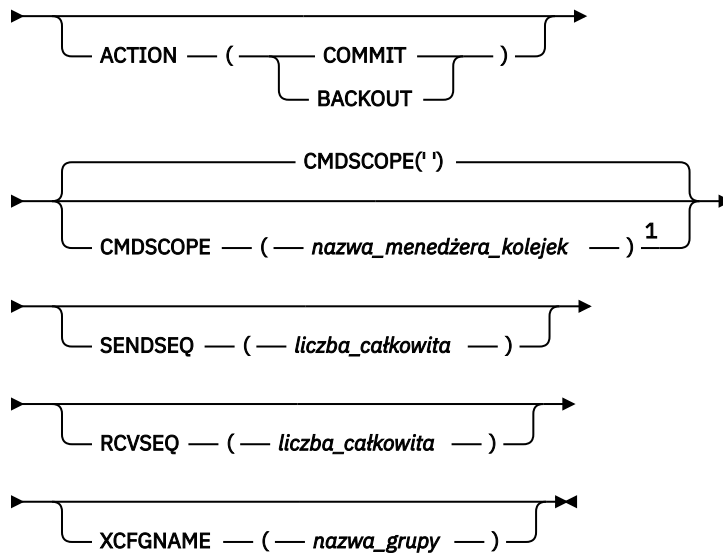 ACTION ( COMMIT )
BACKOUT
CMDSCOPE(' ')
CMDSCOPE ( nazwa_menedżera_kolejek ) 1
SENDSEQ ( liczba_całkowita )
RCVSEQ ( liczba_całkowita )
XCFGNAME ( nazwa_grupy )